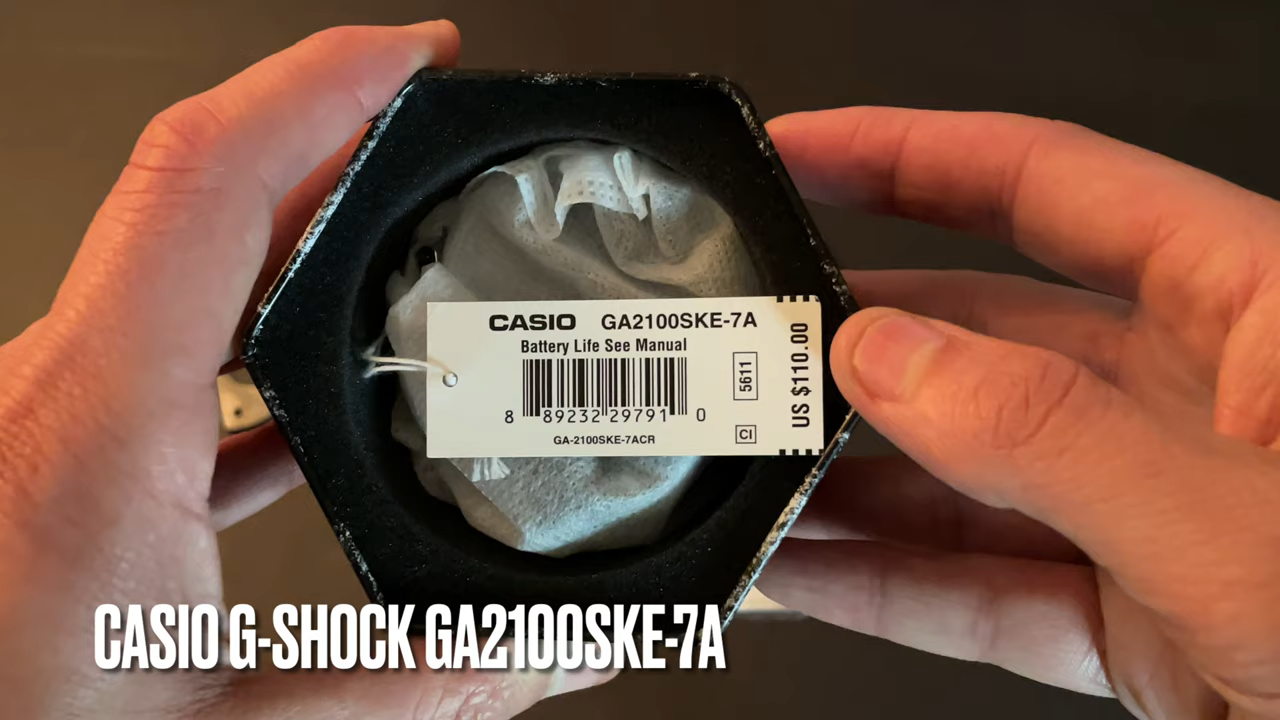 CASIO GA2100SKE-7A
Battery Life See Manual
8 89232 29791 0
GA-2100SKE-7ACR
5611
CI
US $110.00
CASIO G-SHOCK GA2100SKE-7A